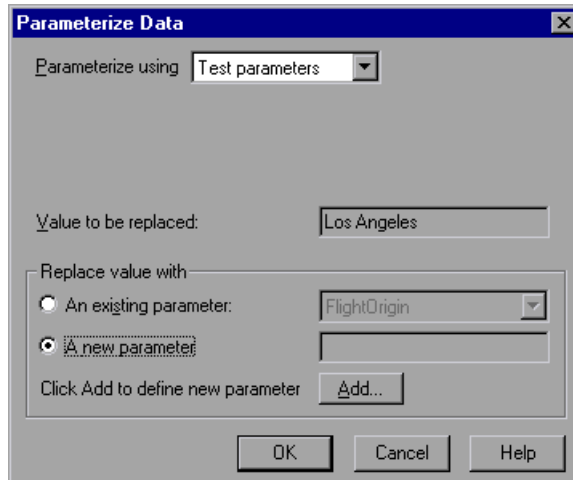 Parameterize Data
Parameterize using Test parameters
Value to be replaced: Los Angeles
Replace value with
An existing parameter: FlightOrigin
A new parameter
Click Add to define new parameter Add...
OK Cancel Help